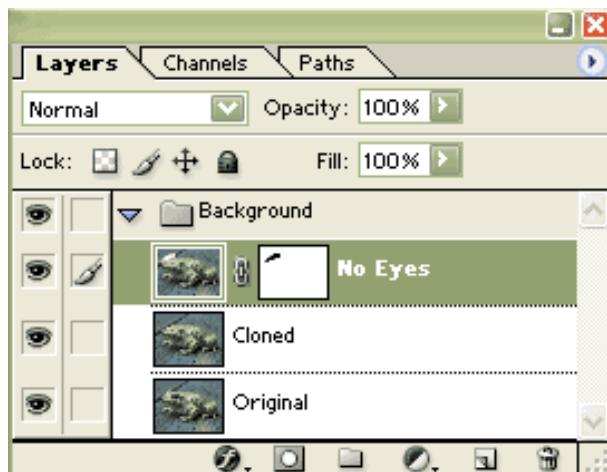 Layers Channels Paths
Normal Opacity: 100%
Lock: Fill: 100%
Background
No Eyes
Cloned
Original